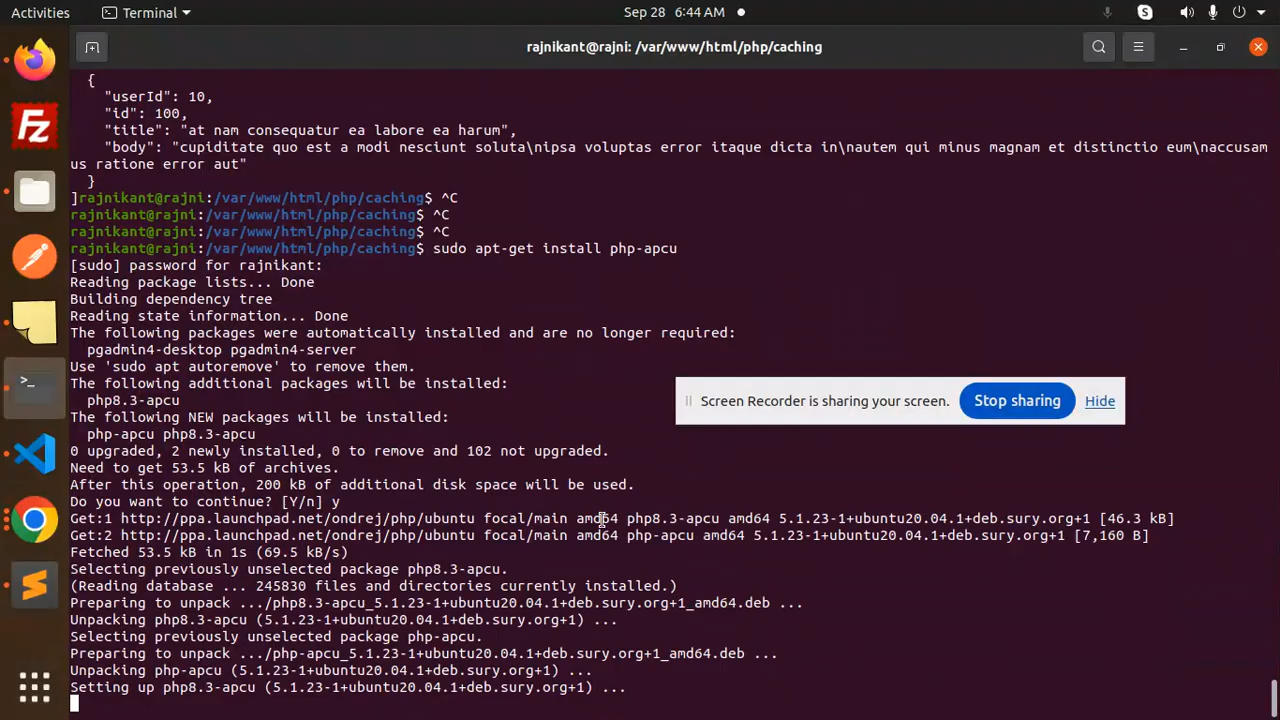 Activities
Terminal
Sep 28 6:44 AM
rajnikant@rajni: /var/www/html/php/caching
{
"userId": 10,
"id": 100,
"title": "at nam consequatur ea labore ea harum",
"body": "cupiditate quo est a modi nesciunt soluta\nipsa voluptas error itaque dicta in\nautem qui minus magnam et distinctio eum\naccusam
us ratione error aut"
}
]rajnikant@rajni:/var/www/html/php/caching$ ^C
rajnikant@rajni:/var/www/html/php/caching$ ^C
rajnikant@rajni:/var/www/html/php/caching$ ^C
rajnikant@rajni:/var/www/html/php/caching$ sudo apt-get install php-apcu
[sudo] password for rajnikant:
Reading package lists... Done
Building dependency tree
Reading state information... Done
The following packages were automatically installed and are no longer required:
pgadmin4-desktop pgadmin4-server
Use 'sudo apt autoremove' to remove them.
The following additional packages will be installed:
php8.3-apcu
Screen Recorder is sharing your screen.
Stop sharing
Hide
The following NEW packages will be installed:
php-apcu php8.3-apcu
0 upgraded, 2 newly installed, 0 to remove and 102 not upgraded.
Need to get 53.5 kB of archives.
After this operation, 200 kB of additional disk space will be used.
Do you want to continue? [Y/n] y
Get:1 http://ppa.launchpad.net/ondrej/php/ubuntu focal/main amd64 php8.3-apcu amd64 5.1.23-1+ubuntu20.04.1+deb.sury.org+1 [46.3 kB]
Get:2 http://ppa.launchpad.net/ondrej/php/ubuntu focal/main amd64 php-apcu amd64 5.1.23-1+ubuntu20.04.1+deb.sury.org+1 [7,160 B]
Fetched 53.5 kB in 1s (69.5 kB/s)
Selecting previously unselected package php8.3-apcu.
(Reading database ... 245830 files and directories currently installed.)
Preparing to unpack .../php8.3-apcu_5.1.23-1+ubuntu20.04.1+deb.sury.org+1_amd64.deb ...
Unpacking php8.3-apcu (5.1.23-1+ubuntu20.04.1+deb.sury.org+1) ...
Selecting previously unselected package php-apcu.
Preparing to unpack .../php-apcu_5.1.23-1+ubuntu20.04.1+deb.sury.org+1_amd64.deb ...
Unpacking php-apcu (5.1.23-1+ubuntu20.04.1+deb.sury.org+1) ...
Setting up php8.3-apcu (5.1.23-1+ubuntu20.04.1+deb.sury.org+1) ...